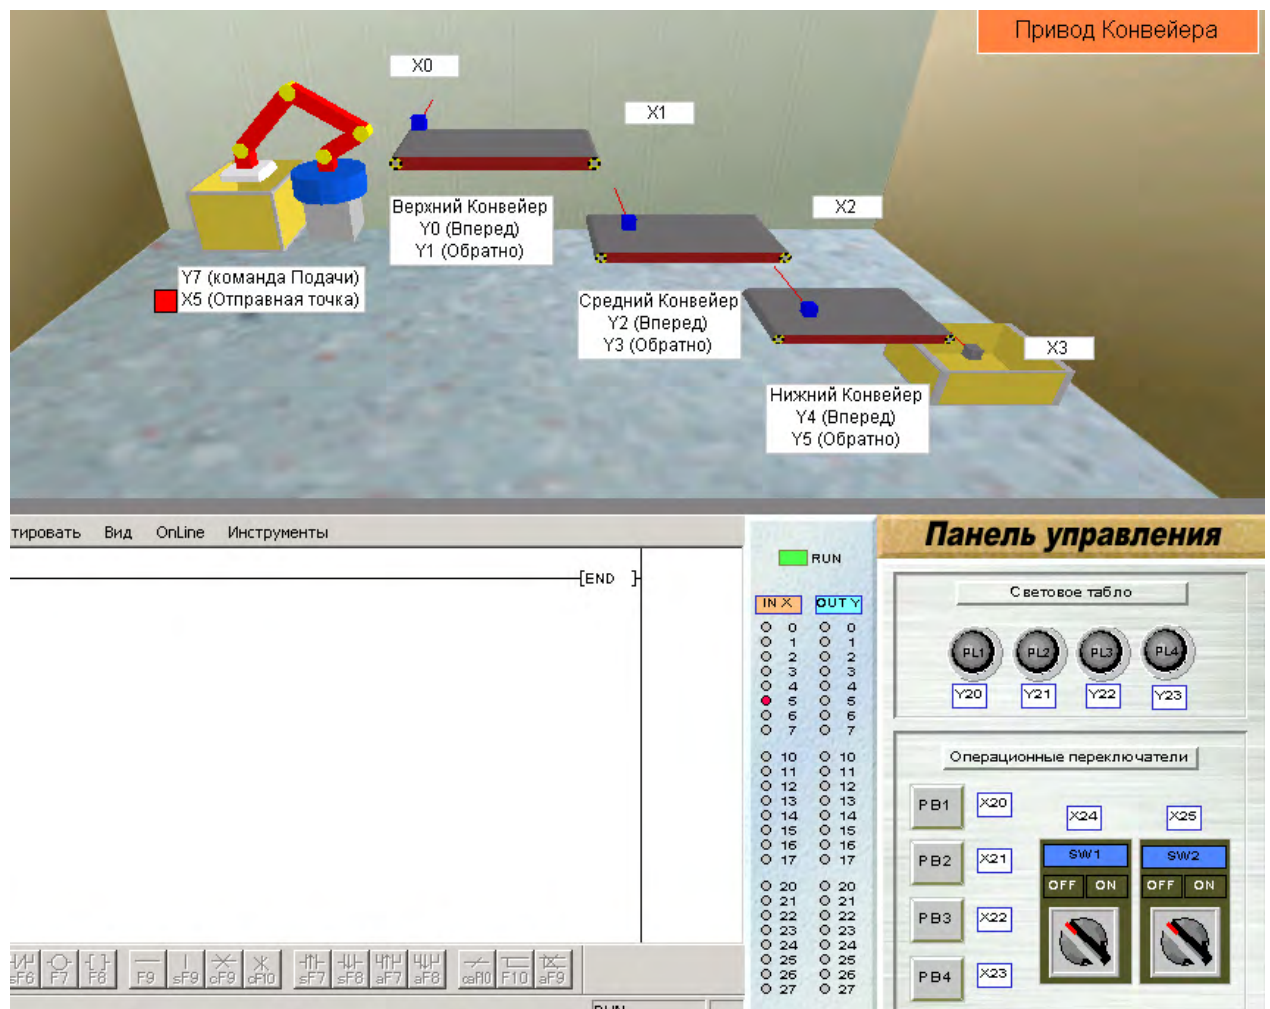 Привод Конвейера
X0
X1
X2
X3
Верхний Конвейер
Y0 (Вперед)
Y1 (Обратно)
Y7 (команда Подачи)
X5 (Отправная точка)
Средний Конвейер
Y2 (Вперед)
Y3 (Обратно)
Нижний Конвейер
Y4 (Вперед)
Y5 (Обратно)
тировать Вид OnLine Инструменты
[END ]
RUN
IN X OUT Y
0 0
1 1
2 2
3 3
4 4
5 5
6 6
7 7
10 10
11 11
12 12
13 13
14 14
15 15
16 16
17 17
20 20
21 21
22 22
23 23
24 24
25 25
26 26
27 27
Панель управления
Световое табло
PL1 PL2 PL3 PL4
Y20 Y21 Y22 Y23
Операционные переключатели
PB1 X20
PB2 X21
PB3 X22
PB4 X23
X24 X25
SW1 SW2
OFF ON OFF ON
sF6 F7 F8 F9 sF9 cF9 cF10 sF7 sF8 aF7 aF8 caF10 F10 aF9